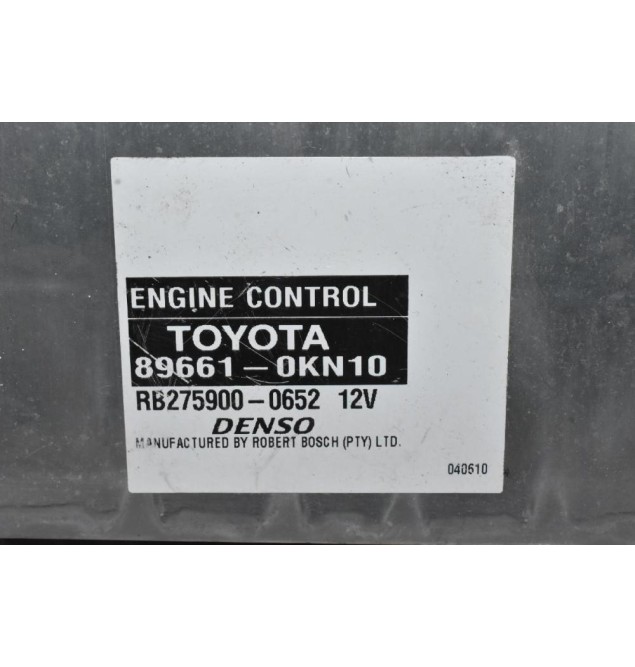 ENGINE CONTROL
TOYOTA
89661-0KN10
RB275900-0652 12V
DENSO
MANUFACTURED BY ROBERT BOSCH (PTY) LTD.
040610